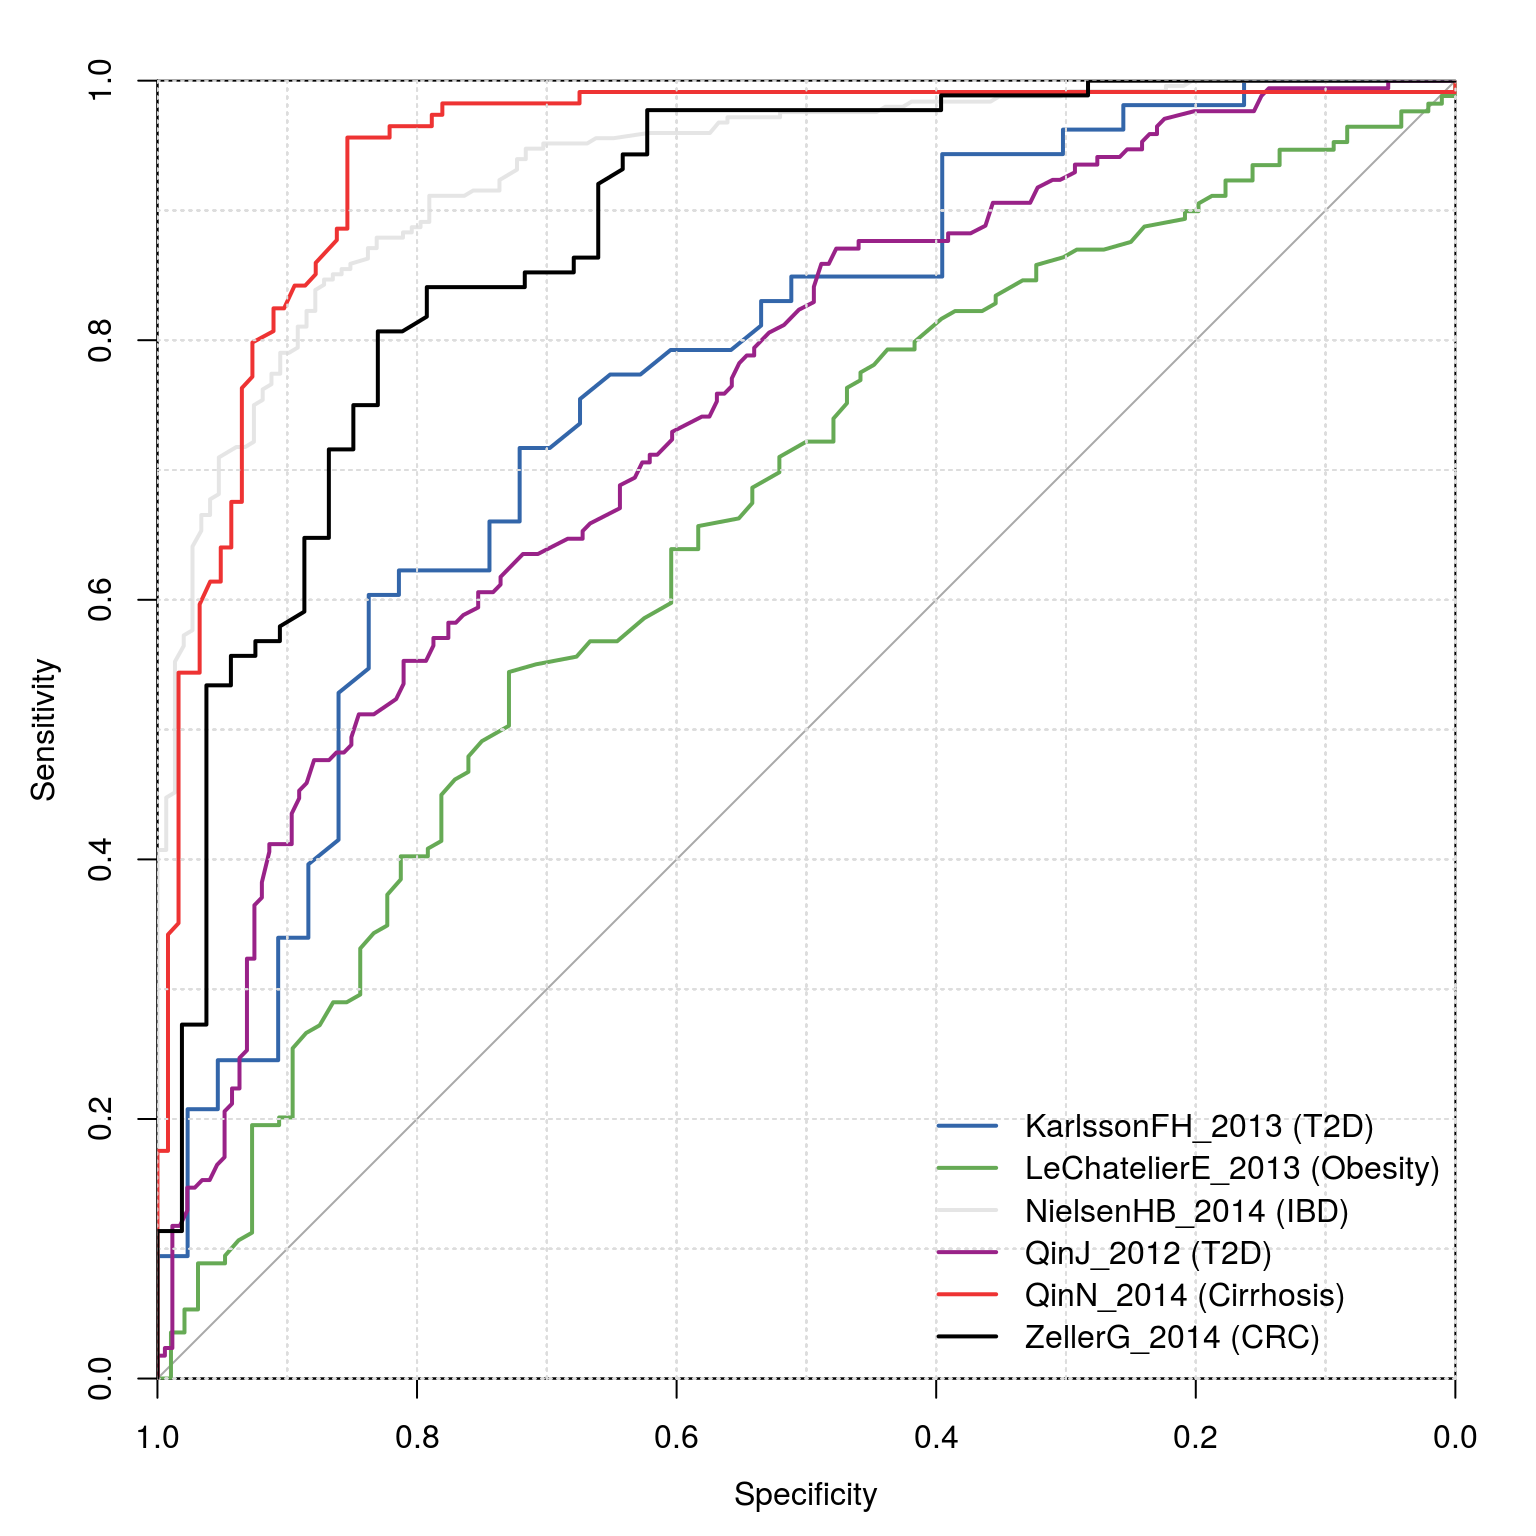 Sensitivity
1.0
0.8
0.6
0.4
0.2
0.0
KarlssonFH_2013 (T2D)
LeChatelierE_2013 (Obesity)
NielsenHB_2014 (IBD)
QinJ_2012 (T2D)
QinN_2014 (Cirrhosis)
ZellerG_2014 (CRC)
1.0 0.8 0.6 0.4 0.2 0.0
Specificity